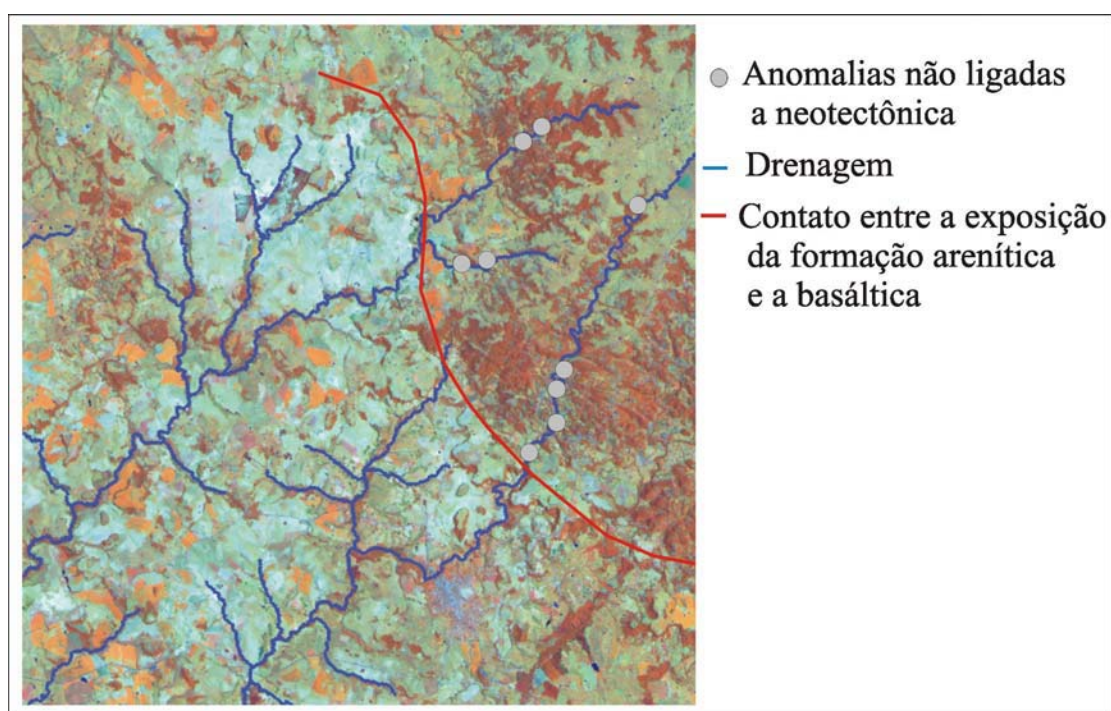 Anomalias não ligadas
a neotectônica
Drenagem
Contato entre a exposição
da formação arenítica
e a basáltica